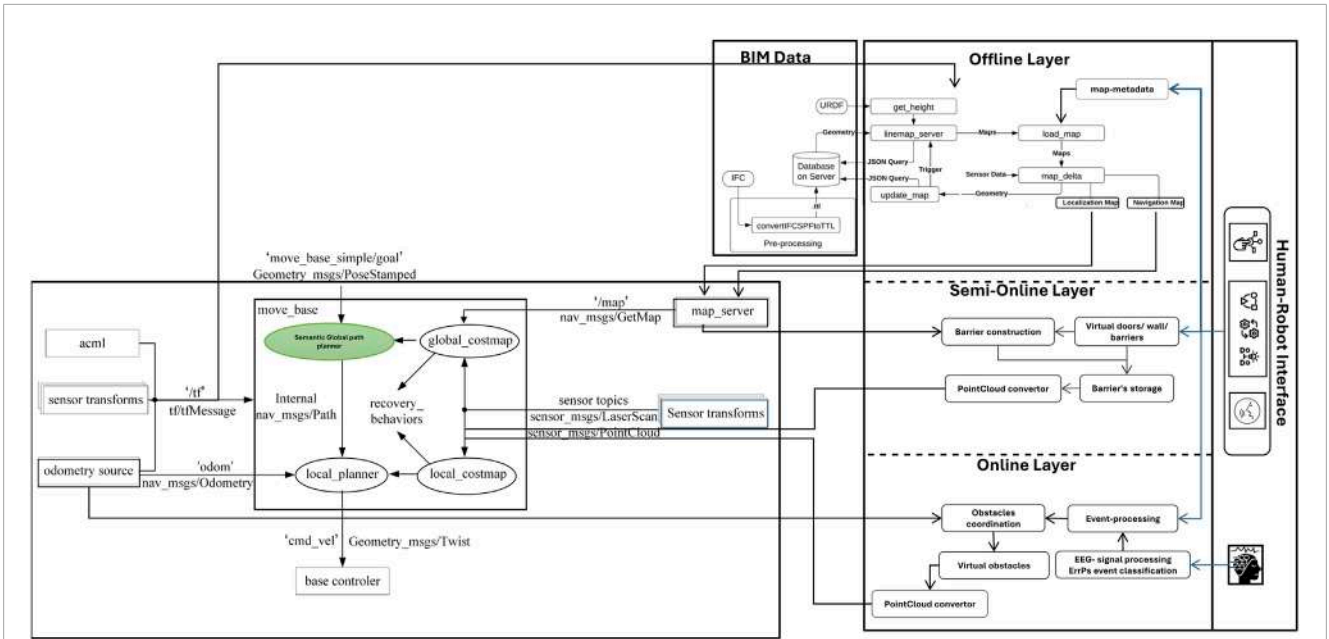 BIM Data
Offline Layer
map-metadata
URDF
get_height
Geometry
linemap_server
Maps
load_map
Maps
JSON Query
Database
on Server
Trigger
JSON Query
Sensor Data
map_delta
IFC
update_map
Geometry
Localization Map
Navigation Map
.ttl
convertIFCSPFtoTTL
Pre-processing
Human-Robot Interface
'move_base_simple/goal'
Geometry_msgs/PoseStamped
Semi-Online Layer
move_base
'/map'
nav_msgs/GetMap
map_server
Semantic Global path
planner
global_costmap
Barrier construction
Virtual doors/ wall/
barriers
acml
'/tf'
tf/tfMessage
sensor transforms
Internal
nav_msgs/Path
recovery_
behaviors
sensor topics
sensor_msgs/LaserScan
sensor_msgs/PointCloud
Sensor transforms
PointCloud convertor
Barrier's storage
Online Layer
odometry source
'odom'
nav_msgs/Odometry
local_planner
local_costmap
Obstacles
coordination
Event-processing
'cmd_vel'
Geometry_msgs/Twist
base controler
Virtual obstacles
EEG- signal processing
ErrPs event classification
PointCloud convertor